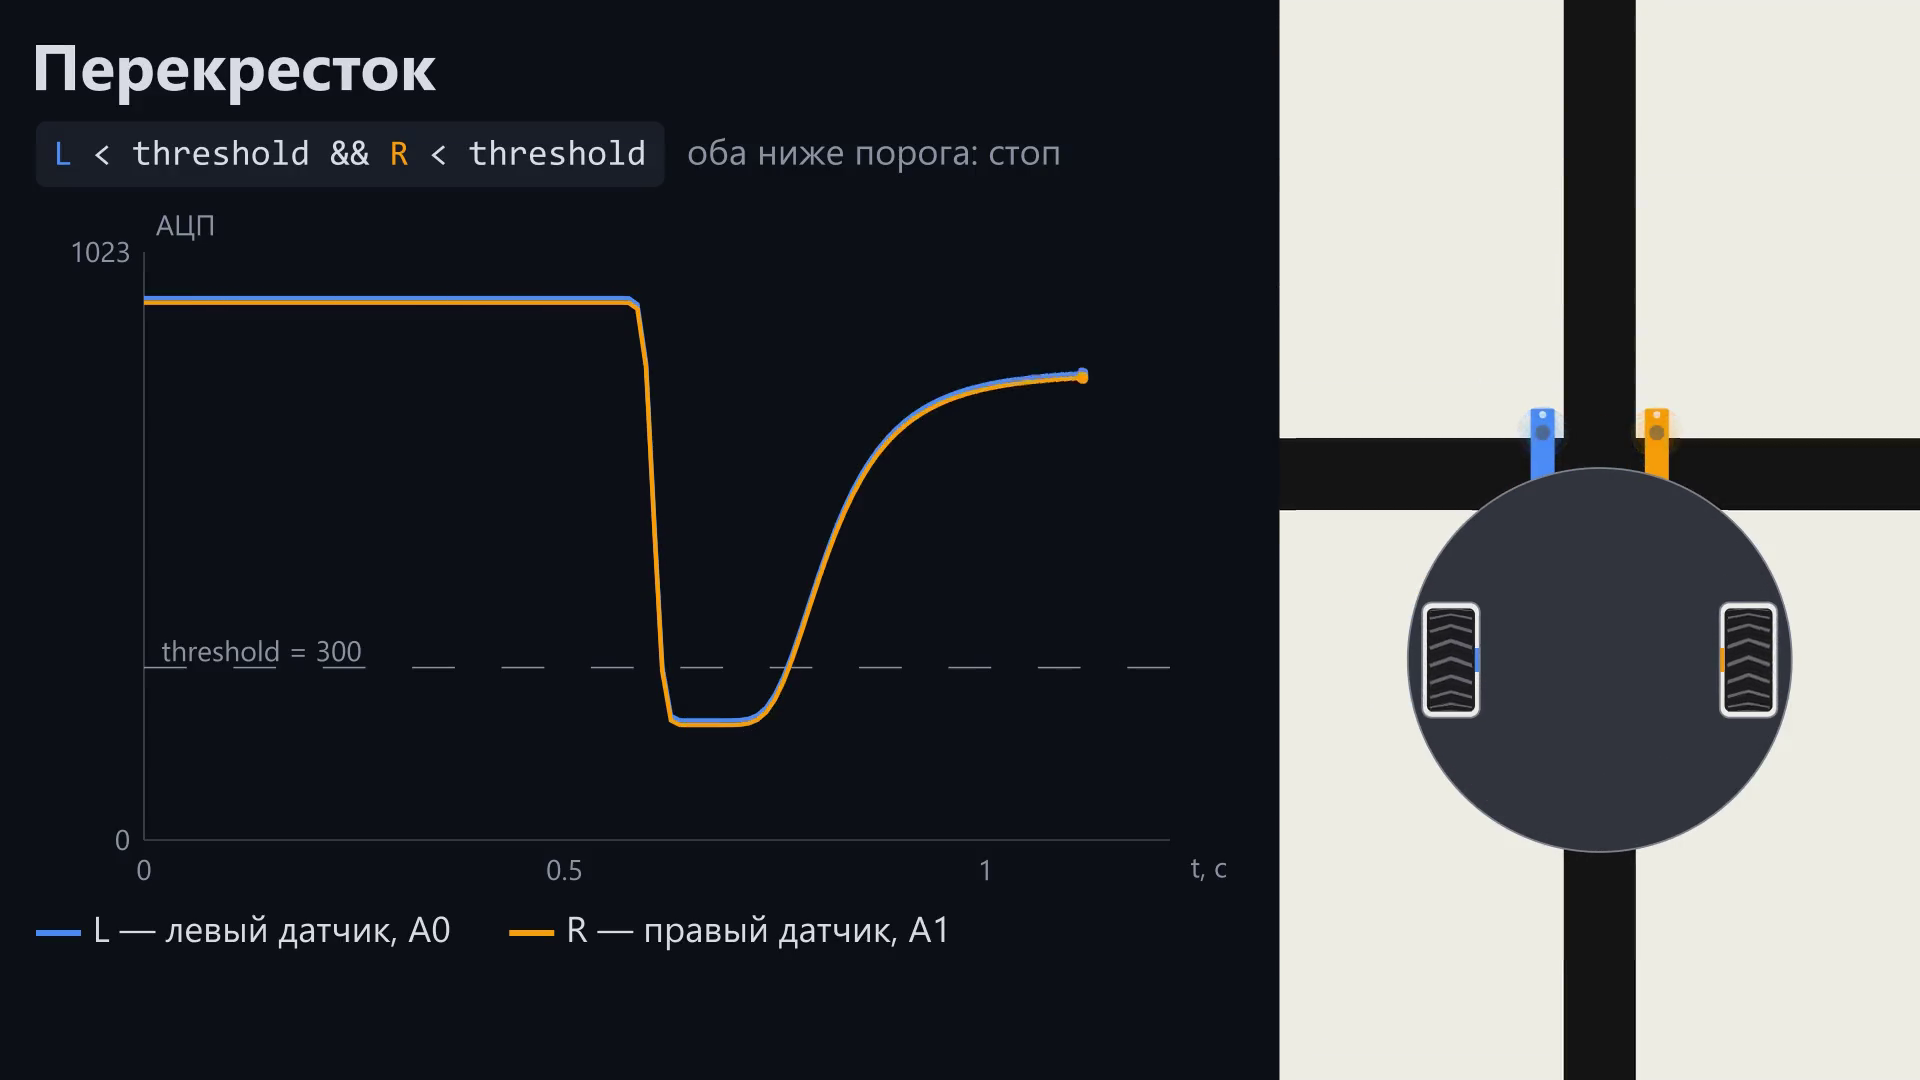 Перекресток
L < threshold && R < threshold оба ниже порога: стоп
АЦП
1023
threshold = 300
0
0 0.5 1 t, с
L — левый датчик, A0 R — правый датчик, A1